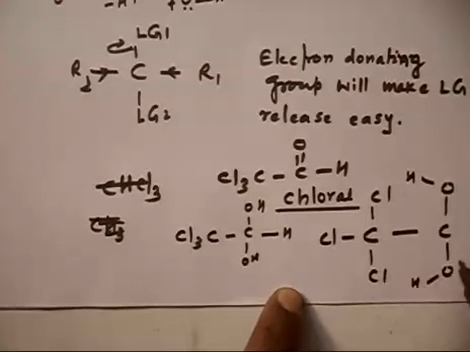 LG1
R2 → C ← R1
LG2
Electron donating
group will make LG
release easy.
O
Cl3C - C - H
chloral
OH
Cl3C - C - H
OH
Cl
Cl - C - C
Cl
H O
H O